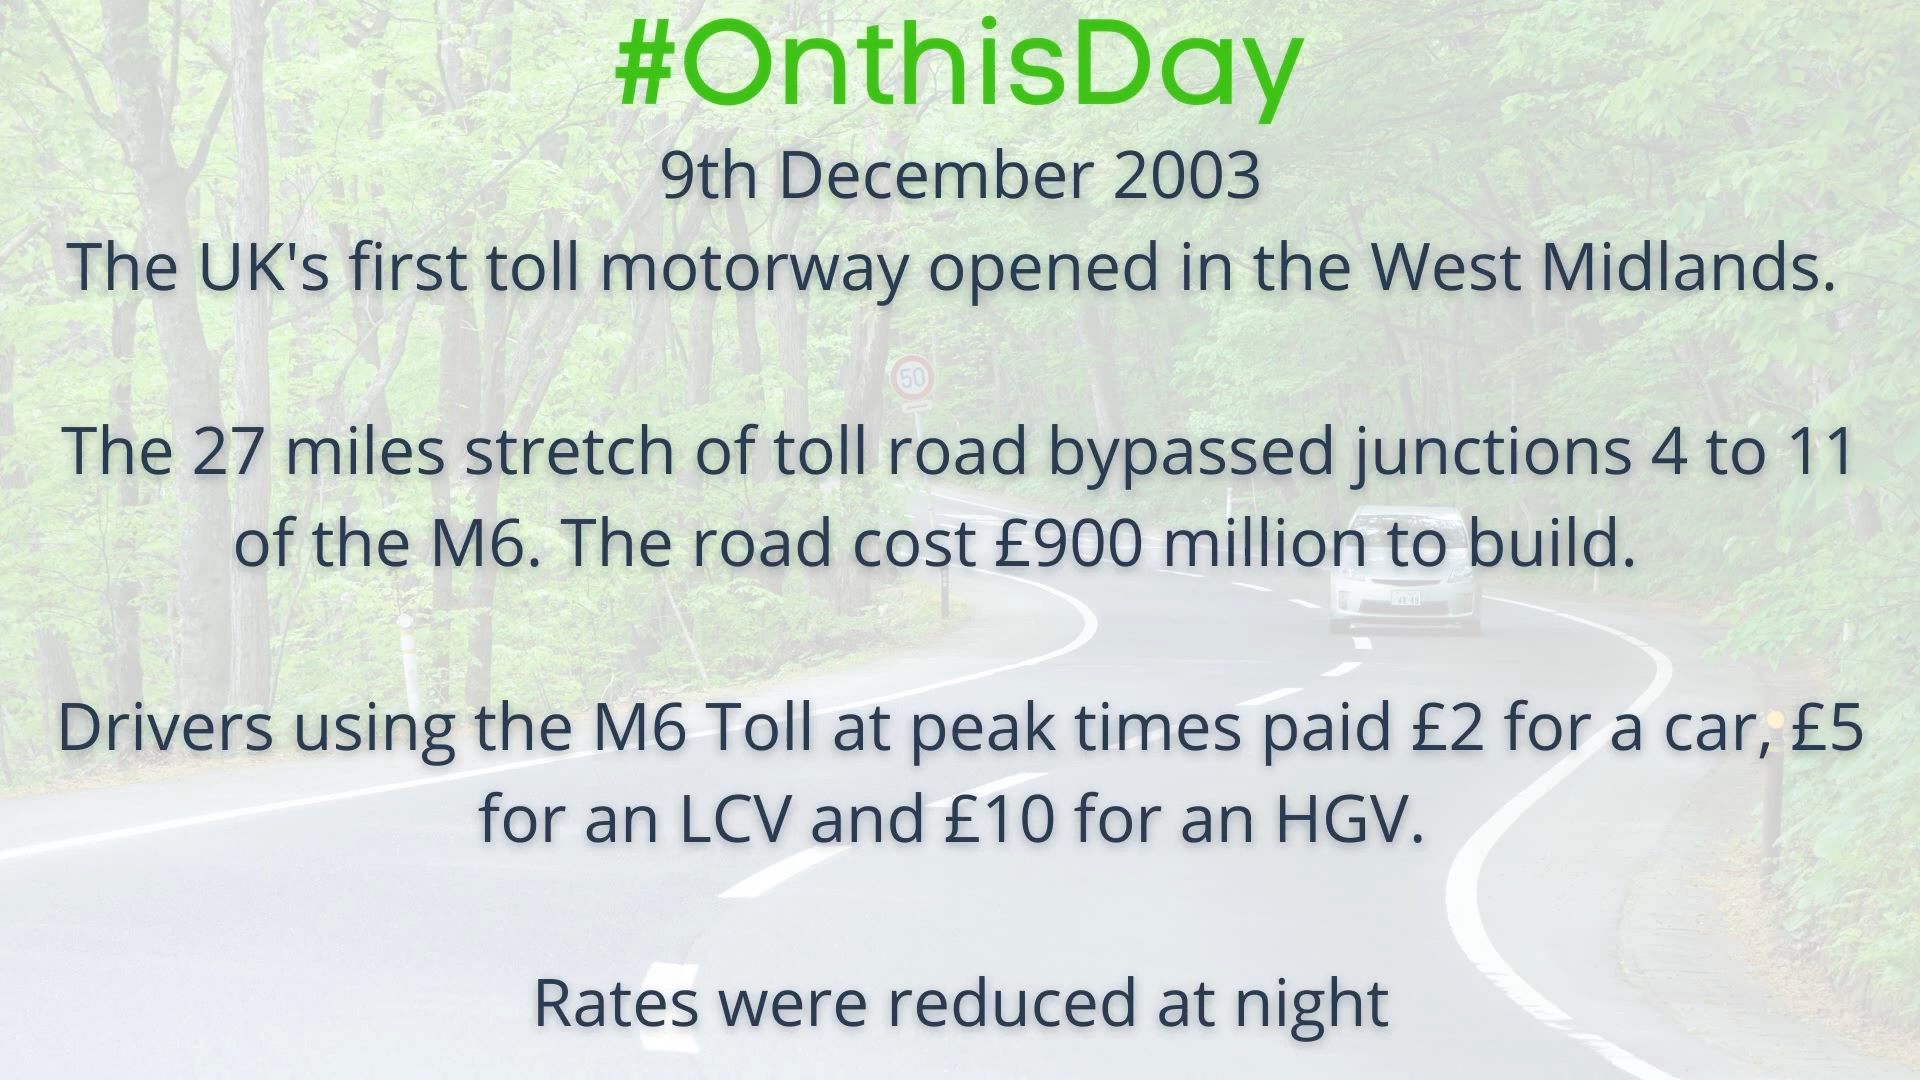 #OnthisDay
9th December 2003
The UK's first toll motorway opened in the West Midlands.
The 27 miles stretch of toll road bypassed junctions 4 to 11
of the M6. The road cost £900 million to build.
Drivers using the M6 Toll at peak times paid £2 for a car, £5
for an LCV and £10 for an HGV.
Rates were reduced at night
50